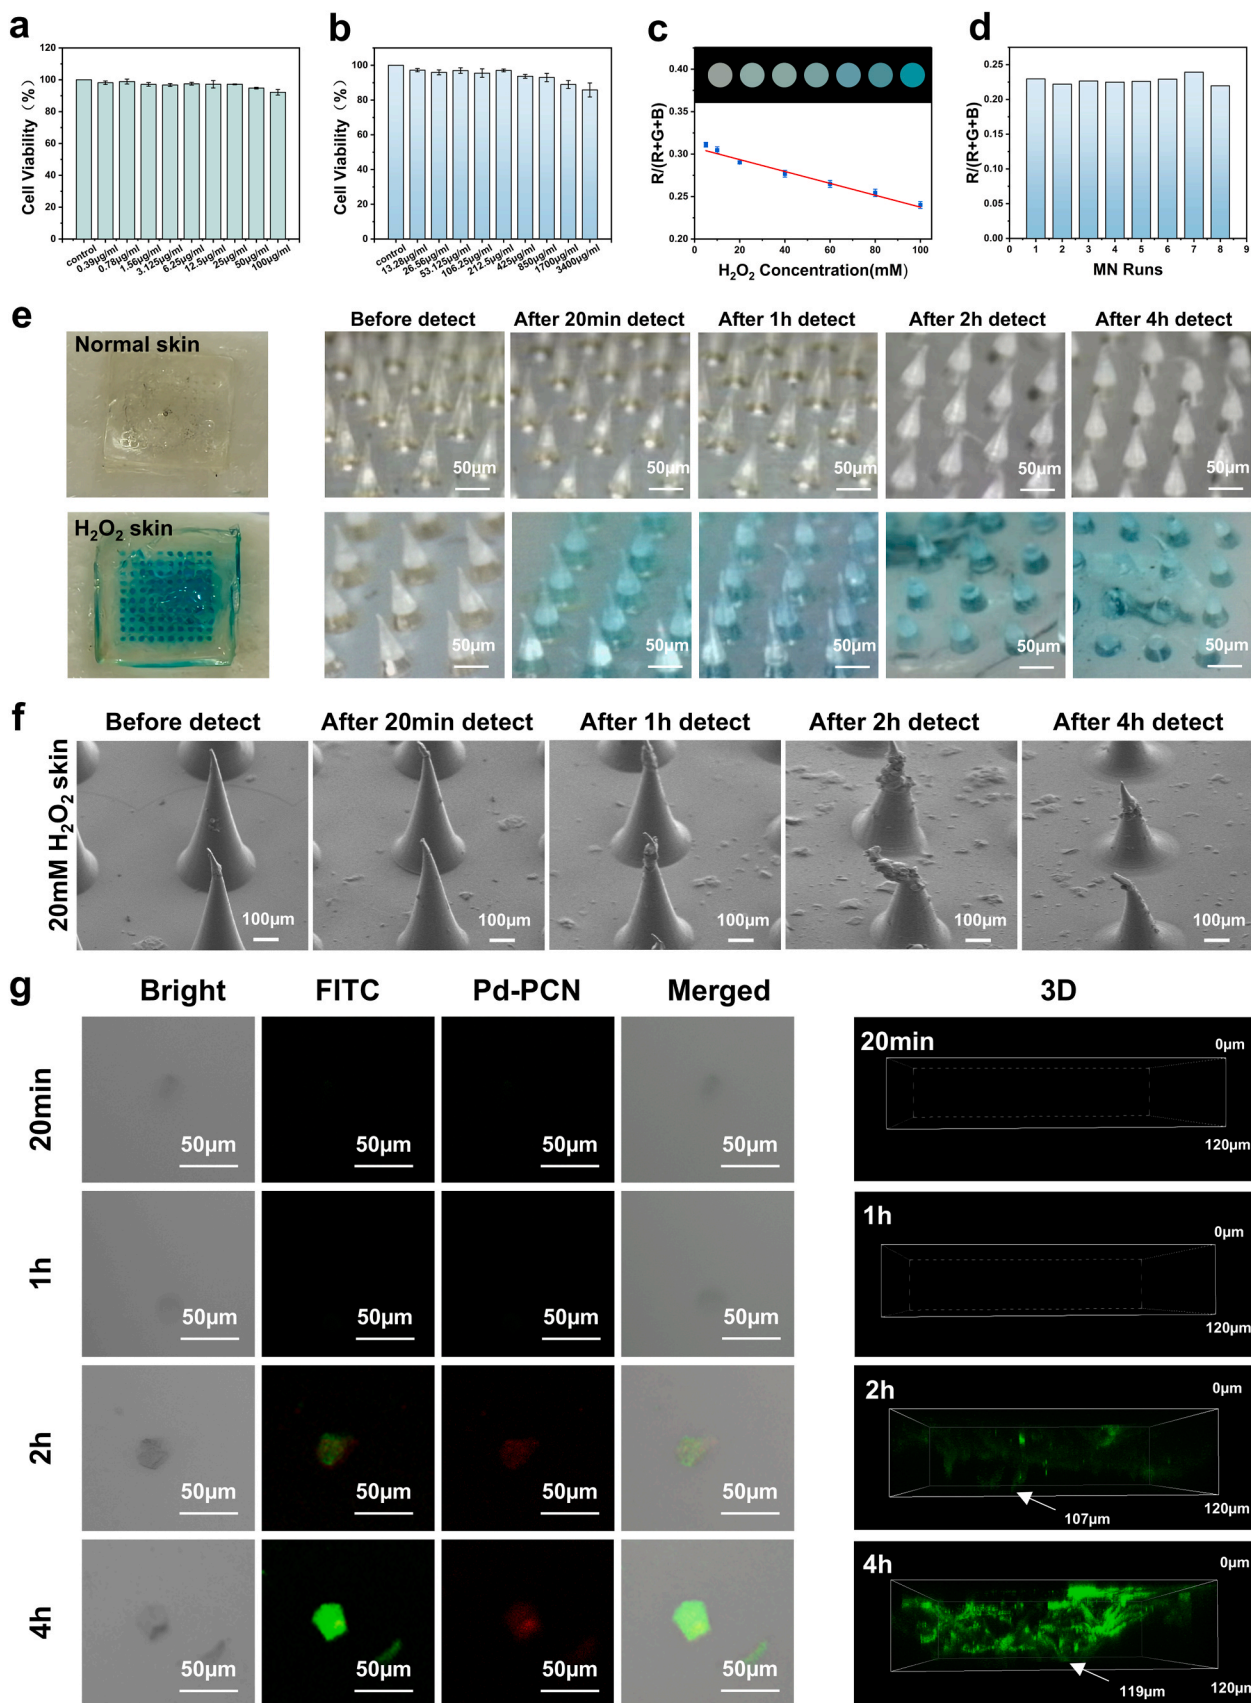 a
Cell Viability (%)
120
100
80
60
40
20
0
control
0.39μg/ml
0.78μg/ml
1.56μg/ml
3.125μg/ml
6.25μg/ml
12.5μg/ml
25μg/ml
50μg/ml
100μg/ml
b
Cell Viability (%)
100
80
60
40
20
0
control
13.28μg/ml
26.56μg/ml
53.125μg/ml
106.25μg/ml
212.5μg/ml
425μg/ml
850μg/ml
1700μg/ml
3400μg/ml
c
R/(R+G+B)
0.40
0.35
0.30
0.25
0.20
20 40 60 80 100
H₂O₂ Concentration(mM)
d
R/(R+G+B)
0.25
0.20
0.15
0.10
0.05
0.00
0 1 2 3 4 5 6 7 8 9
MN Runs
e
Before detect After 20min detect After 1h detect After 2h detect After 4h detect
Normal skin
50μm 50μm 50μm 50μm 50μm
H₂O₂ skin
50μm 50μm 50μm 50μm 50μm
f
Before detect After 20min detect After 1h detect After 2h detect After 4h detect
20mM H₂O₂ skin
100μm 100μm 100μm 100μm 100μm
g
Bright FITC Pd-PCN Merged 3D
20min
50μm 50μm 50μm 50μm
20min
0μm
120μm
1h
50μm 50μm 50μm 50μm
1h
0μm
120μm
2h
50μm 50μm 50μm 50μm
2h
0μm
120μm
107μm
4h
50μm 50μm 50μm 50μm
4h
0μm
120μm
119μm